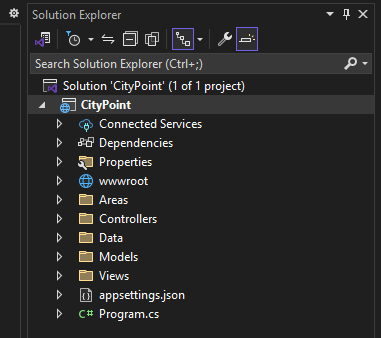 Solution Explorer
Search Solution Explorer (Ctrl+;)
Solution 'CityPoint' (1 of 1 project)
CityPoint
Connected Services
Dependencies
Properties
wwwroot
Areas
Controllers
Data
Models
Views
appsettings.json
C# Program.cs